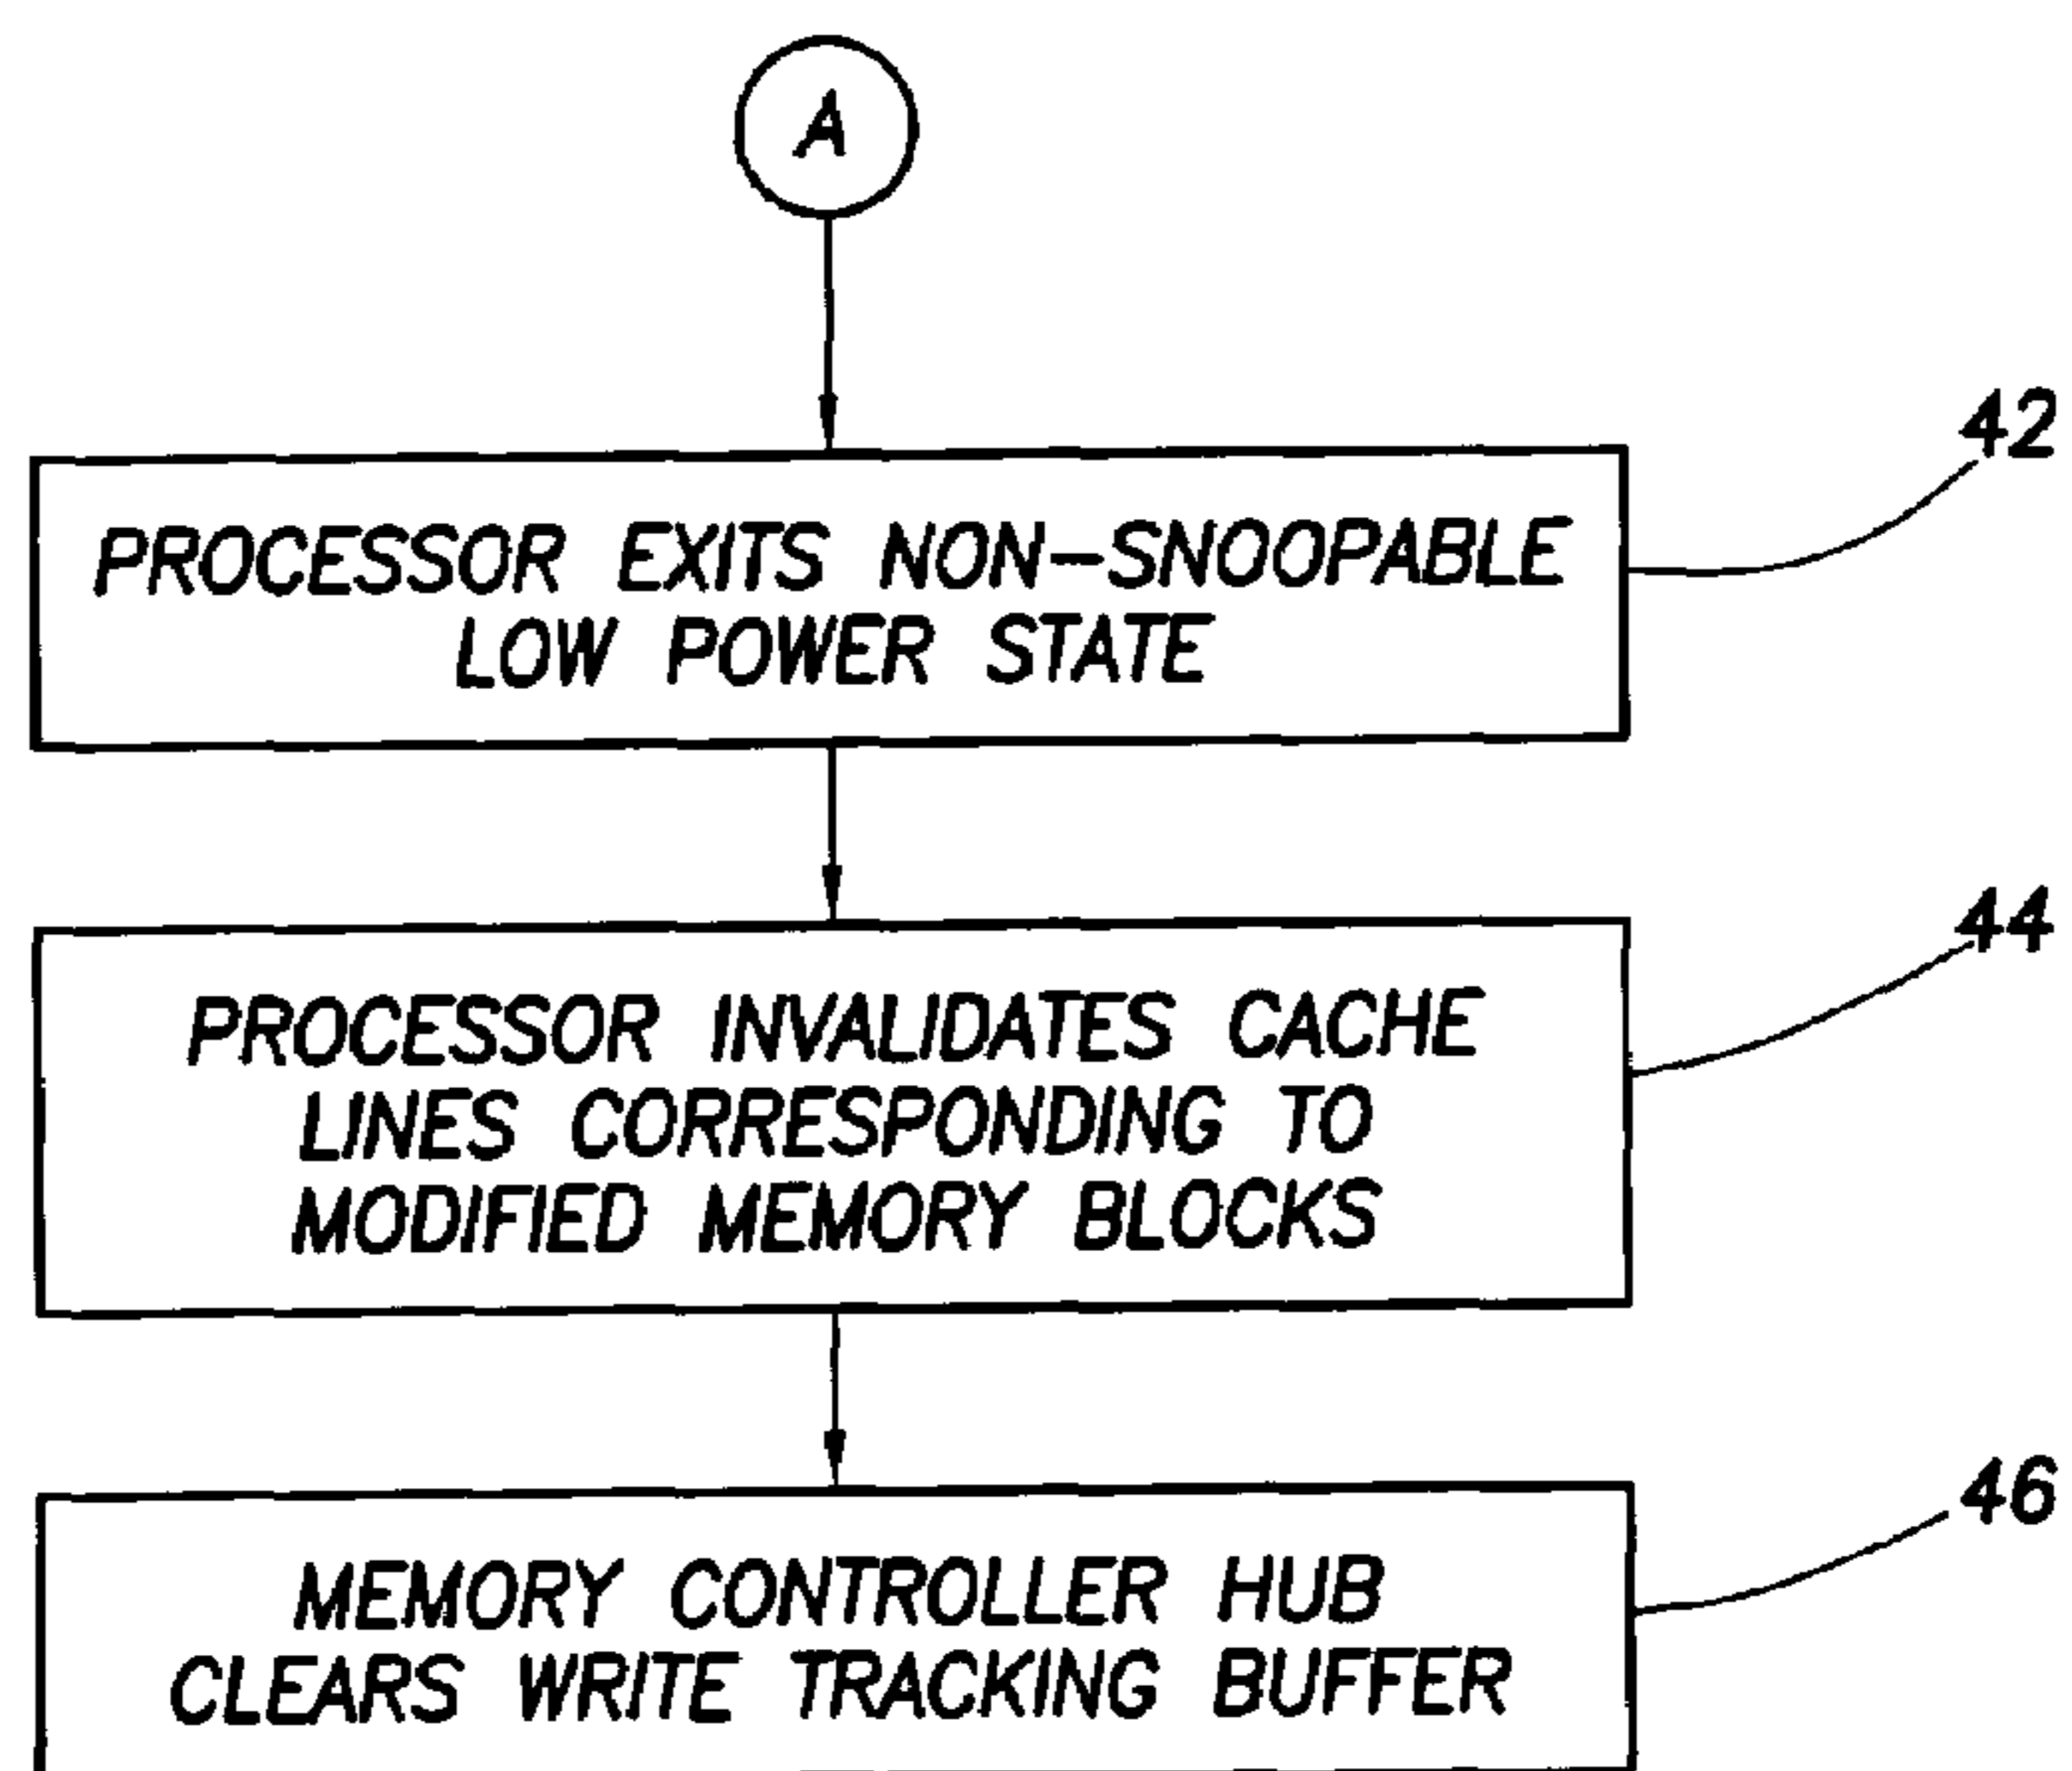 A
42
PROCESSOR EXITS NON-SNOOPABLE
LOW POWER STATE
44
PROCESSOR INVALIDATES CACHE
LINES CORRESPONDING TO
MODIFIED MEMORY BLOCKS
46
MEMORY CONTROLLER HUB
CLEARS WRITE TRACKING BUFFER